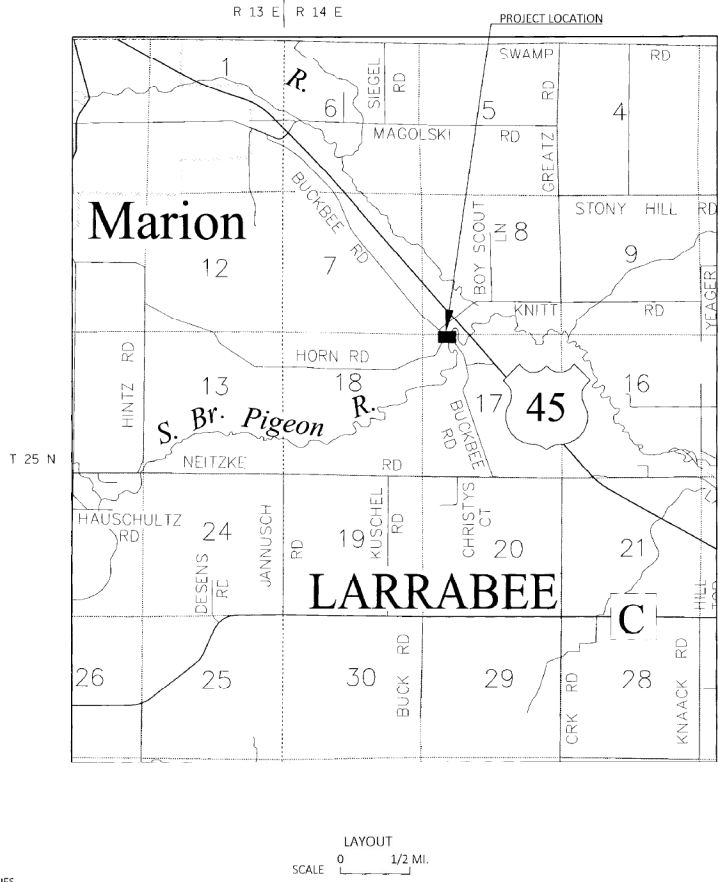 R 13 E R 14 E
PROJECT LOCATION
SWAMP RD
1
R.
6
SIEGEL RD
5
GREATZ RD
4
MAGOLSKI RD
BUCKBEE RD
Marion
STONY HILL RD
BOY SCOUT LN
8
9
12
7
YEAGER
KNITT RD
HINTZ RD
HORN RD
13
18
16
17
45
S. Br. Pigeon R.
BUCKBEE RD
T 25 N
NEITZKE RD
HAUSCHULTZ RD
24
JANNUSCH RD
19
KUSCHEL RD
CHRISTYS CT
20
21
DESENS RD
LARRABEE
C
HILL
26
25
30
BUCK RD
29
CRK RD
28
KNAACK RD
LAYOUT
SCALE 0 1/2 MI.